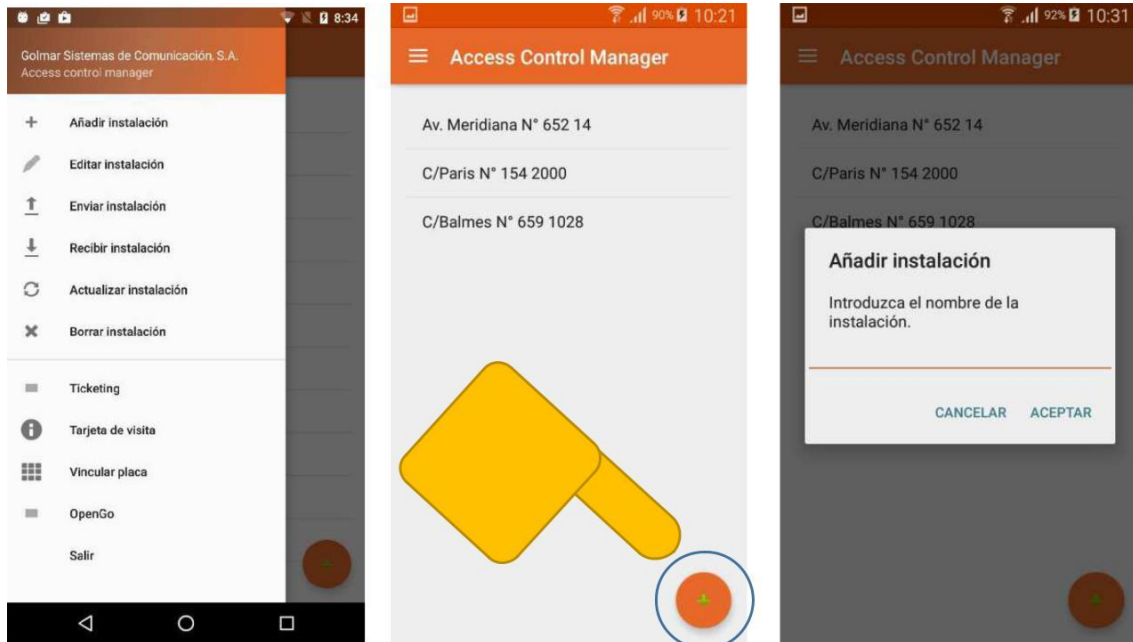 8:34
Golmar Sistemas de Comunicación, S.A.
Access control manager
Añadir instalación
Editar instalación
Enviar instalación
Recibir instalación
Actualizar instalación
Borrar instalación
Ticketing
Tarjeta de visita
Vincular placa
OpenGo
Salir
90% 10:21
Access Control Manager
Av. Meridiana N° 652 14
C/Paris N° 154 2000
C/Balmes N° 659 1028
92% 10:31
Access Control Manager
Av. Meridiana N° 652 14
C/Paris N° 154 2000
C/Balmes N° 659 1028
Añadir instalación
Introduzca el nombre de la
instalación.
CANCELAR ACEPTAR